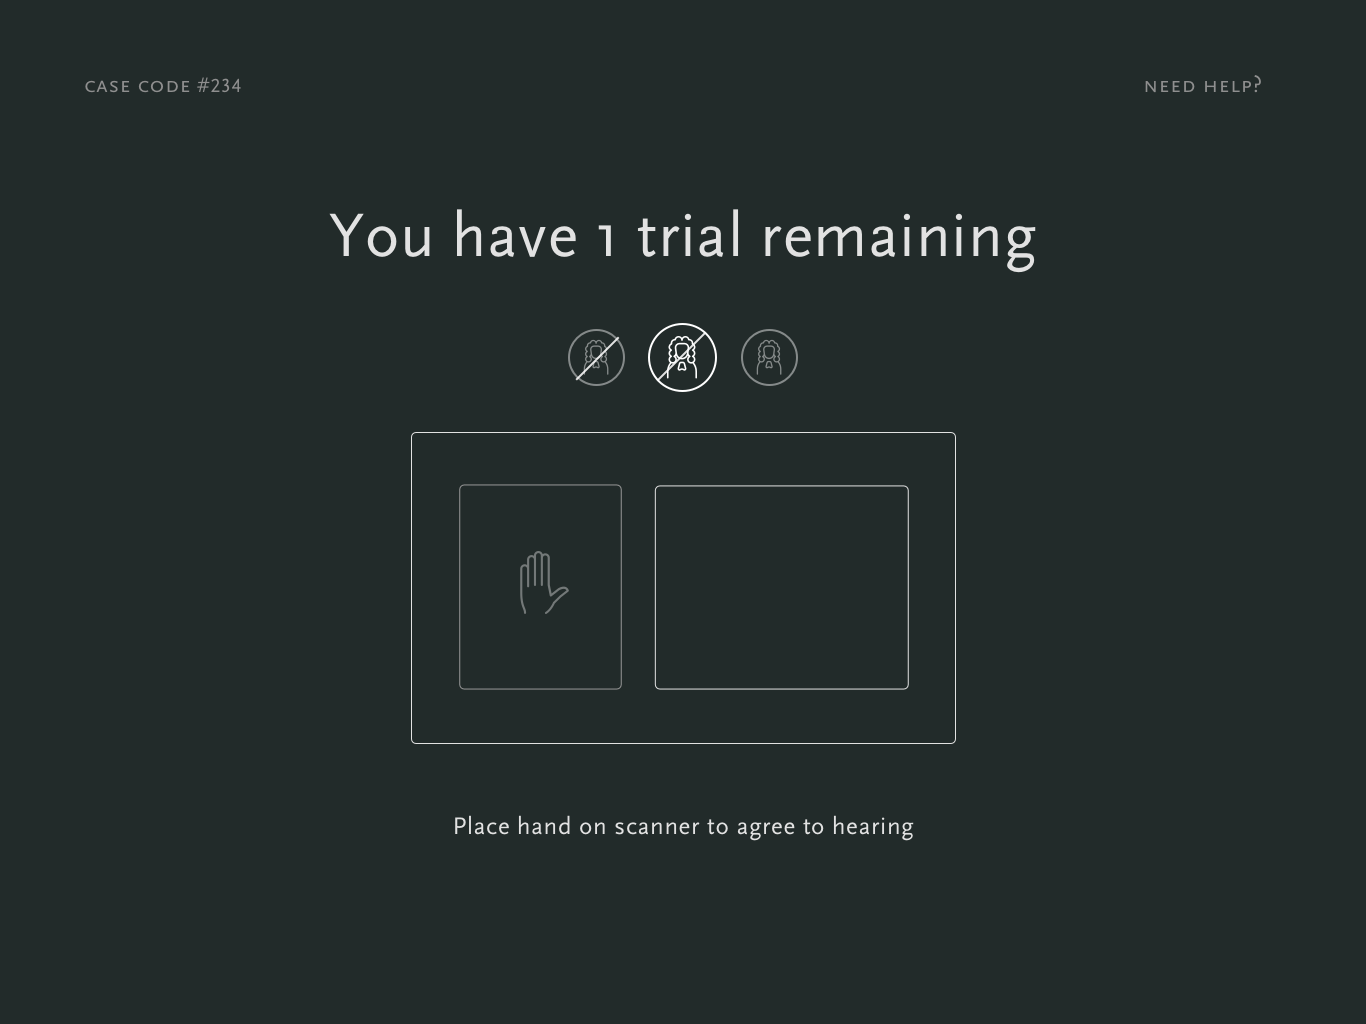 CASE CODE #234
NEED HELP?
You have 1 trial remaining
Place hand on scanner to agree to hearing